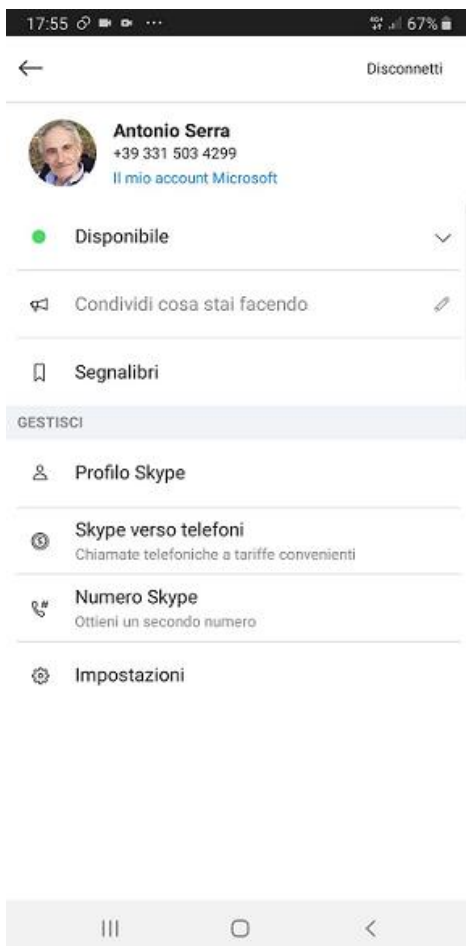 17:55
67%
Disconnetti
Antonio Serra
+39 331 503 4299
Il mio account Microsoft
Disponibile
Condividi cosa stai facendo
Segnalibri
GESTISCI
Profilo Skype
Skype verso telefoni
Chiamate telefoniche a tariffe convenienti
Numero Skype
Ottieni un secondo numero
Impostazioni